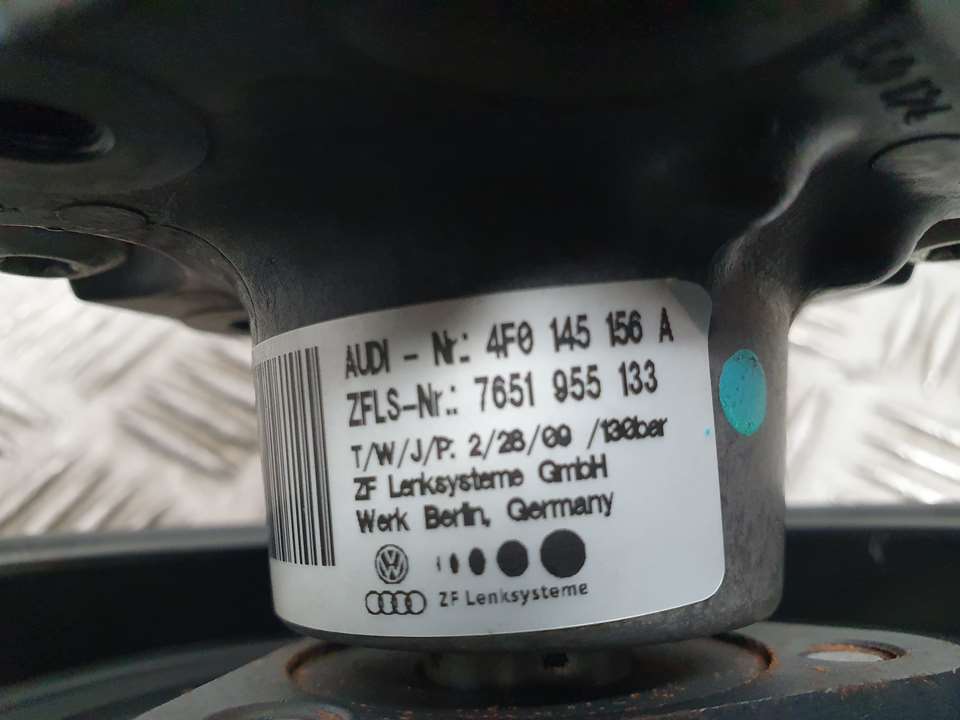 AUDI - Nr.: 4F0 145 156 A
ZFLS-Nr.: 7651 955 133
T/W/J/P: 2/28/09 /130bar
ZF Lenksysteme GmbH
Werk Berlin, Germany
ZF Lenksysteme